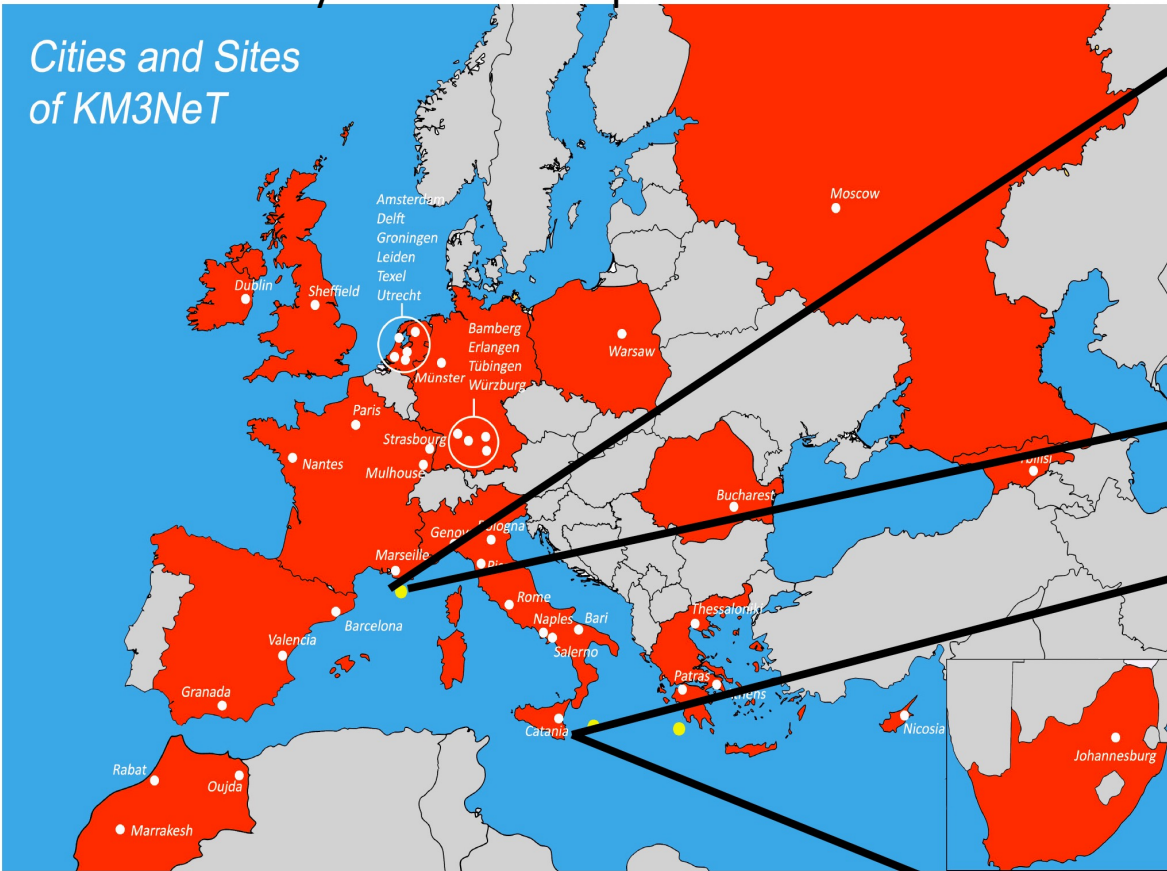 Cities and Sites
of KM3NeT
Moscow
Amsterdam
Delft
Groningen
Leiden
Texel
Utrecht
Dublin
Sheffield
Bamberg
Erlangen
Tübingen
Würzburg
Warsaw
Münster
Paris
Strasbourg
Nantes
Mulhouse
Bucharest
Bologna
Marseille
Rome
Barcelona
Naples
Bari
Thessaloniki
Salerno
Valencia
Granada
Patras
Catania
Nicosia
Rabat
Oujda
Johannesburg
Marrakesh